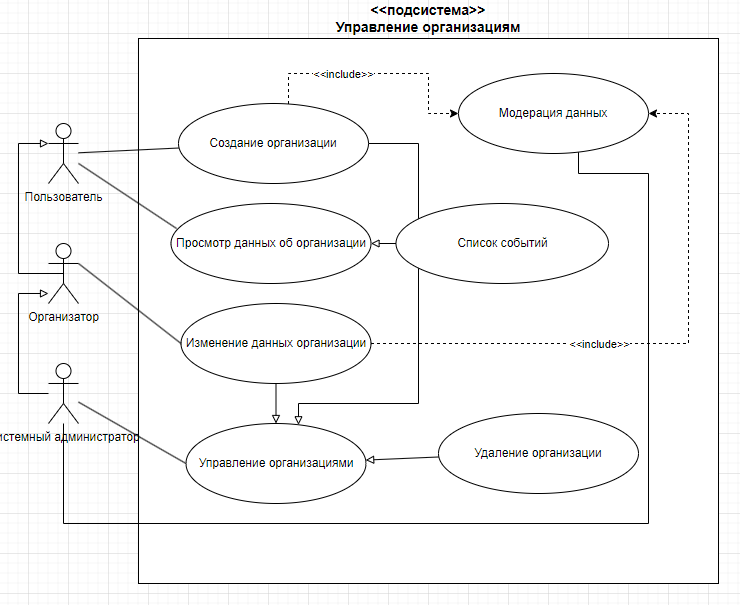 <<подсистема>>
Управление организациям
<<include>>
Модерация данных
Создание организации
Пользователь
Просмотр данных об организации
Список событий
Организатор
Изменение данных организации
<<include>>
истемный администратор
Управление организациями
Удаление организации